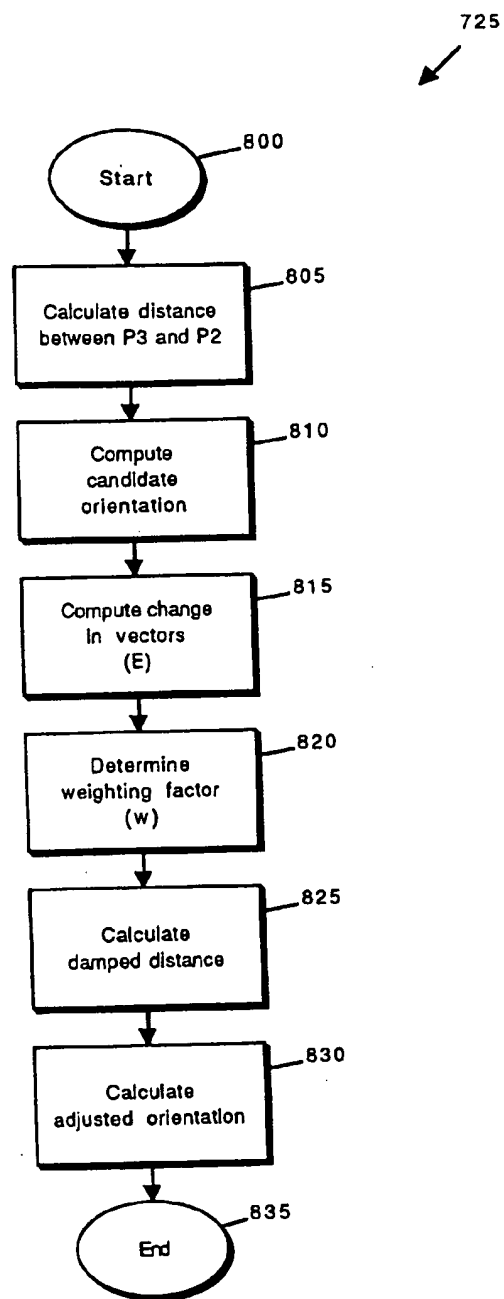 725
800
Start
805
Calculate distance
between P3 and P2
810
Compute
candidate
orientation
815
Compute change
in vectors
(E)
820
Determine
weighting factor
(w)
825
Calculate
damped distance
830
Calculate
adjusted orientation
835
End